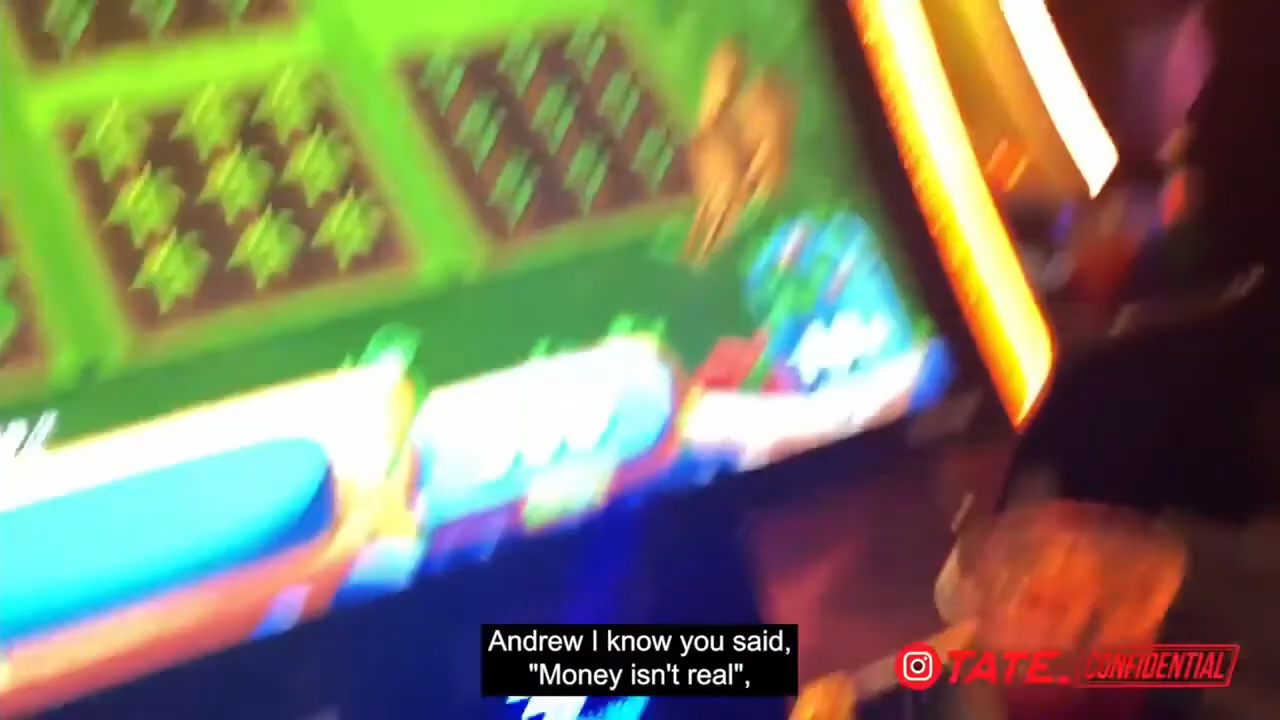 Andrew I know you said,
"Money isn't real",
TATE. CONFIDENTIAL